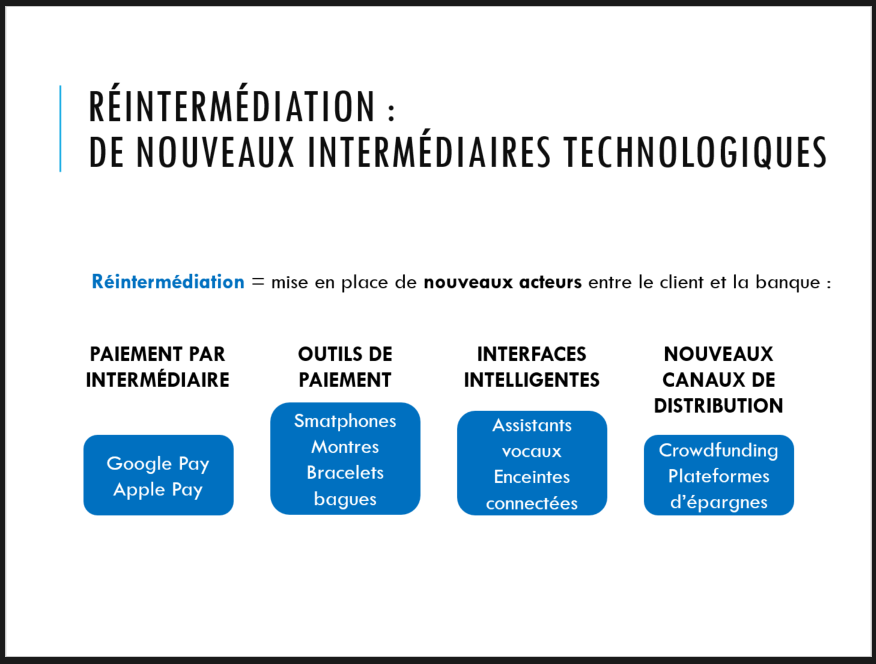 RÉINTERMÉDIATION :
DE NOUVEAUX INTERMÉDIAIRES TECHNOLOGIQUES
Réintermédiation = mise en place de nouveaux acteurs entre le client et la banque :
PAIEMENT PAR
INTERMÉDIAIRE
Google Pay
Apple Pay
OUTILS DE
PAIEMENT
Smatphones
Montres
Bracelets
bagues
INTERFACES
INTELLIGENTES
Assistants
vocaux
Enceintes
connectées
NOUVEAUX
CANAUX DE
DISTRIBUTION
Crowdfunding
Plateformes
d'épargnes